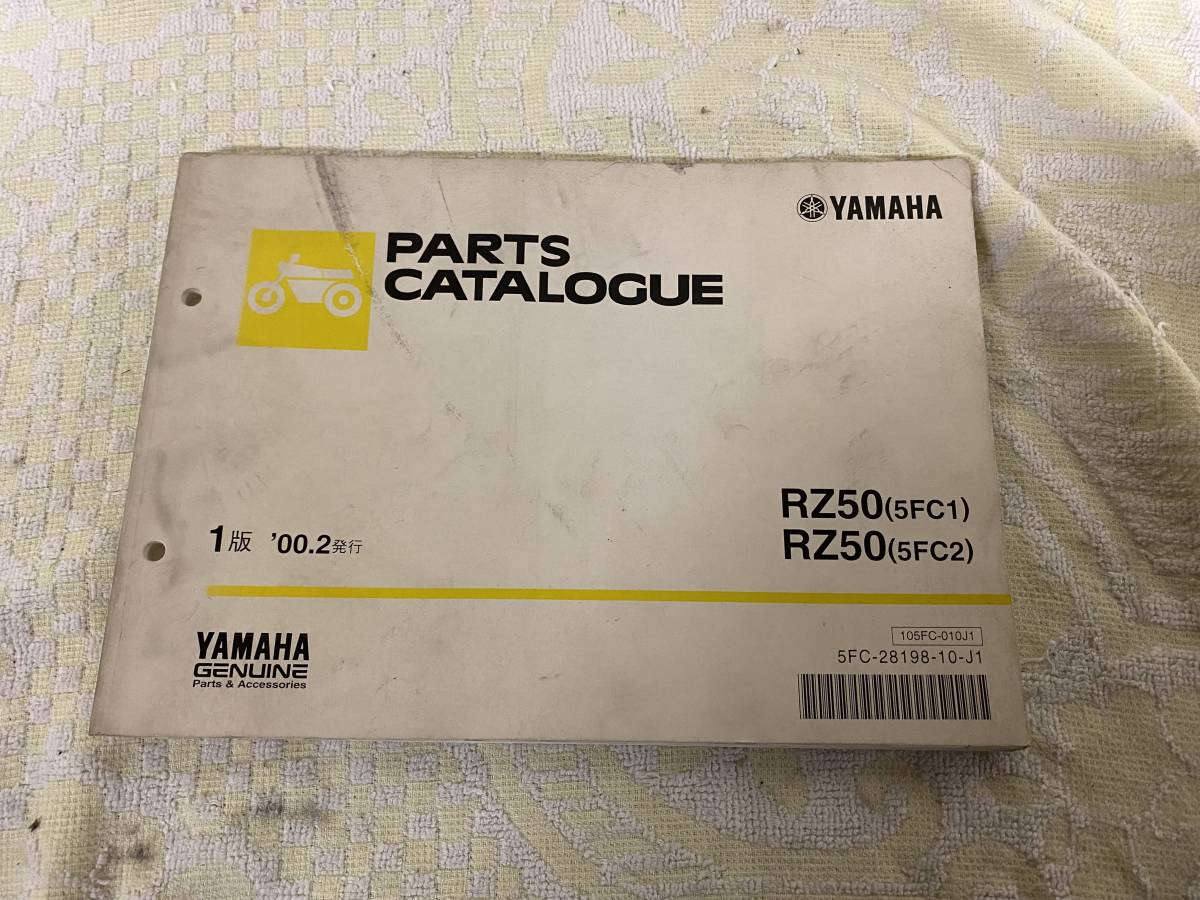 YAMAHA
PARTS
CATALOGUE
RZ50(5FC1)
RZ50(5FC2)
1版 '00.2発行
105FC-010J1
5FC-28198-10-J1
YAMAHA
GENUINE
Parts & Accessories